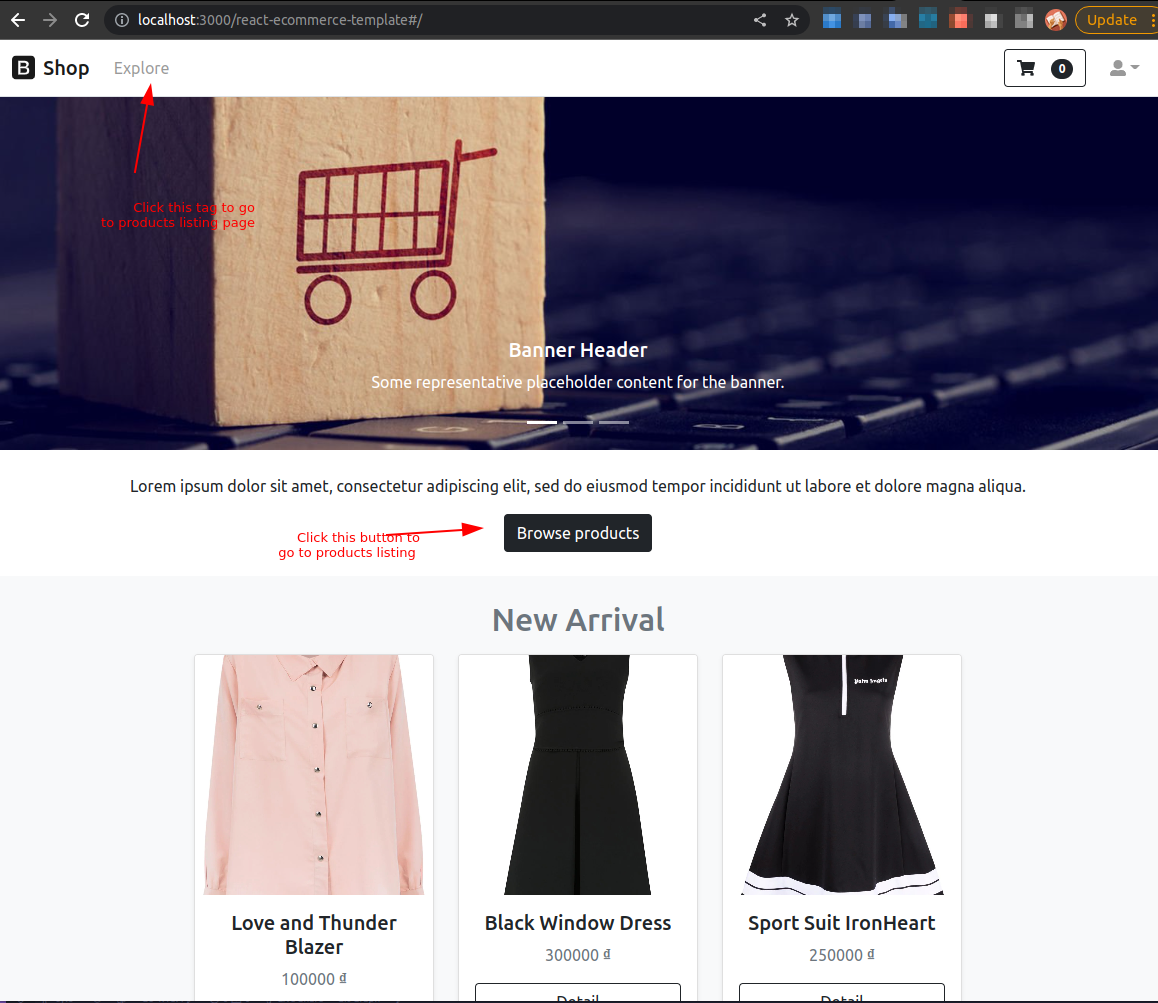 localhost:3000/react-ecommerce-template#/
Update
B Shop
Explore
0
Click this tag to go
to products listing page
Banner Header
Some representative placeholder content for the banner.
Lorem ipsum dolor sit amet, consectetur adipiscing elit, sed do eiusmod tempor incididunt ut labore et dolore magna aliqua.
Click this button to
go to products listing
Browse products
New Arrival
Palm Angels
Love and Thunder
Blazer
100000 ₫
Black Window Dress
300000 ₫
Detail
Sport Suit IronHeart
250000 ₫
Detail